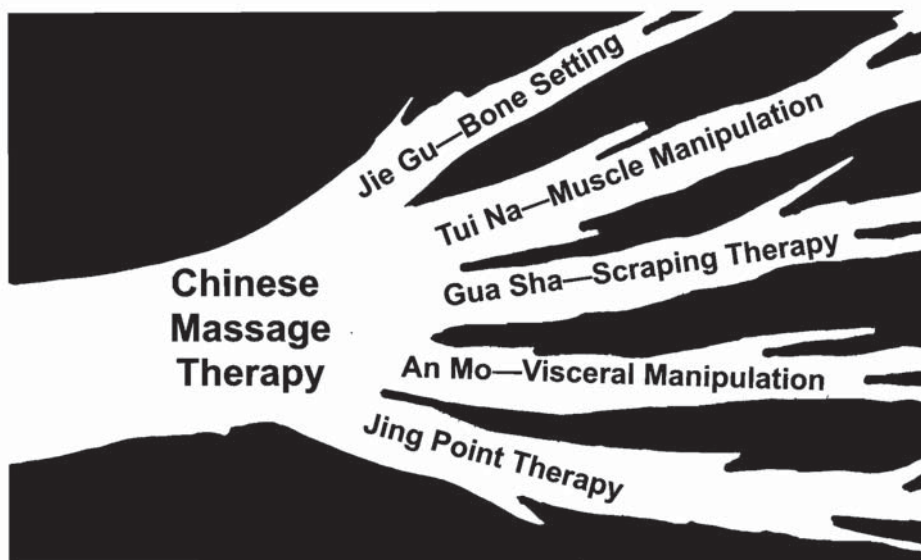 Jie Gu—Bone Setting
Tui Na—Muscle Manipulation
Gua Sha—Scraping Therapy
Chinese
Massage
Therapy
An Mo—Visceral Manipulation
Jing Point Therapy